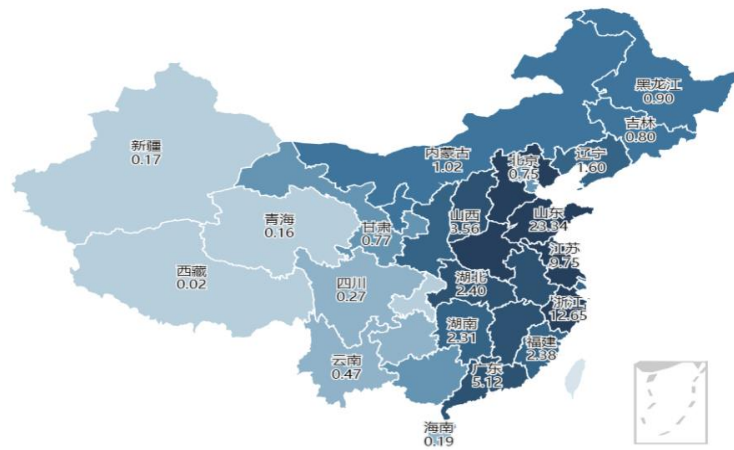 黑龙江
0.90
吉林
0.80
新疆
0.17
内蒙古
1.02
北京
0.75
辽宁
1.60
青海
0.16
甘肃
0.77
山西
3.56
山东
23.34
江苏
9.75
西藏
0.02
四川
0.27
湖北
2.40
浙江
12.65
湖南
2.31
福建
2.38
云南
0.47
广东
5.12
海南
0.19